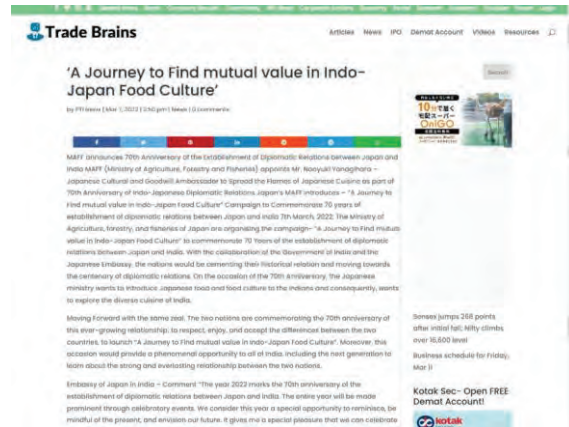 Trade Brains
Articles News IPO Demat Account Videos Resources
'A Journey to Find mutual value in Indo-
Japan Food Culture'
by PTI News | Mar 7, 2022 | 2:40 pm | News | 0 comments
Search
10分で届く
宅配スーパー
OniGO
MAFF announces 70th Anniversary of the Establishment of Diplomatic Relations between Japan and
India MAFF (Ministry of Agriculture, Forestry and Fisheries) appoints Mr. Naoyuki Yanagihara –
Japanese Cultural and Goodwill Ambassador to Spread the Flames of Japanese Cuisine as part of
70th Anniversary of Indo-Japanese Diplomatic Relations Japan's MAFF introduces – "A Journey to
Find mutual value in Indo-Japan Food Culture" Campaign to Commemorate 70 years of
establishment of diplomatic relations between Japan and India 7th March, 2022: The Ministry of
Agriculture, forestry, and fisheries of Japan are organising the campaign- "A Journey to Find mutual
value in Indo-Japan Food Culture" to commemorate 70 Years of the establishment of diplomatic
relations between Japan and India. With the collaboration of the Government of India and the
Japanese Embassy, the nations would be cementing their historical relation and moving towards
the centenary of diplomatic relations. On the occasion of the 70th anniversary, the Japanese
ministry wants to introduce Japanese food and food culture to the Indians and consequently, wants
to explore the diverse cuisine of India.
Moving Forward with the same zeal. The two nations are commemorating the 70th anniversary of
this ever-growing relationship; to respect, enjoy, and accept the differences between the two
countries, to launch "A Journey to Find mutual value in Indo-Japan Food Culture". Moreover, this
occasion would provide a phenomenal opportunity to all of India, including the next generation to
learn about the strong and everlasting relationship between the two nations.
Embassy of Japan in India – Comment "The year 2022 marks the 70th anniversary of the
establishment of diplomatic relations between Japan and India. The entire year will be made
prominent through celebratory events. We consider this year a special opportunity to reminisce, be
mindful of the present, and envision our future. It gives me a special pleasure that we can celebrate
Sensex jumps 268 points
after initial fall; Nifty climbs
over 16,600 level
Business schedule for Friday,
Mar 11
Kotak Sec- Open FREE
Demat Account!
kotak